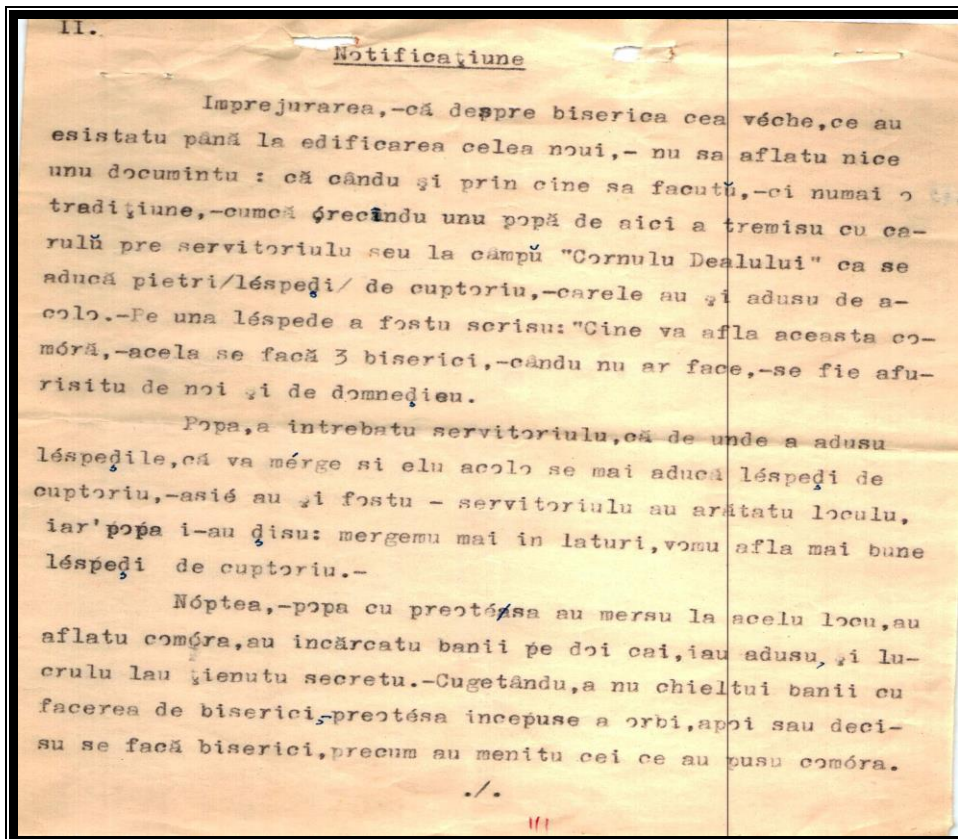 II.
Notificaţiune
Imprejurarea,-că despre biserica cea véche,ce au
esistatu până la edificarea celea noui,- nu sa aflatu nice
unu documintu : că cându şi prin cine sa facutŭ,-ci numai o
tradiţiune,-cumcă órecîndu unu popă de aici a tremisu cu ca-
rulŭ pre servitoriulu seu la câmpŭ "Cornulu Dealului" ca se
aducă pietri/léspeḑi/ de cuptoriu,-carele au şi adusu de a-
colo.-Pe una léspede a fostu scrisu:"Cine va afla aceasta co-
móră,-acela se facă 3 biserici,-cându nu ar face,-se fie afu-
risitu de noi şi de domneḑieu.
Popa,a intrebatu servitoriulu,că de unde a adusu
léspeḑile,că va mérge si elu acolo se mai aducă léspeḑi de
cuptoriu,-asié au şi fostu - servitoriulu au arătatu loculu,
iar'popa i-au ḑisu: mergemu mai in laturi,vomu afla mai bune
léspeḑi de cuptoriu.-
Nóptea,-popa cu preotésa au mersu la acelu locu,au
aflatu comóra,au incărcatu banii pe doi cai,iau adusu, şi lu-
crulu lau ţienutu secretu.-Cugetându,a nu chieltui banii cu
facerea de biserici,-preotésa incepuse a orbi,apoi sau deci-
su se facă biserici,precum au menitu cei ce au pusu comóra.
./.